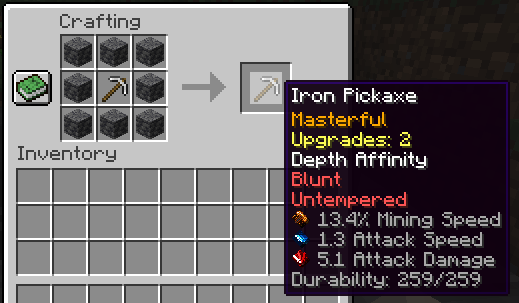 Crafting
Iron Pickaxe
Masterful
Upgrades: 2
Depth Affinity
Blunt
Untempered
13.4% Mining Speed
1.3 Attack Speed
5.1 Attack Damage
Durability: 259/259
Inventory